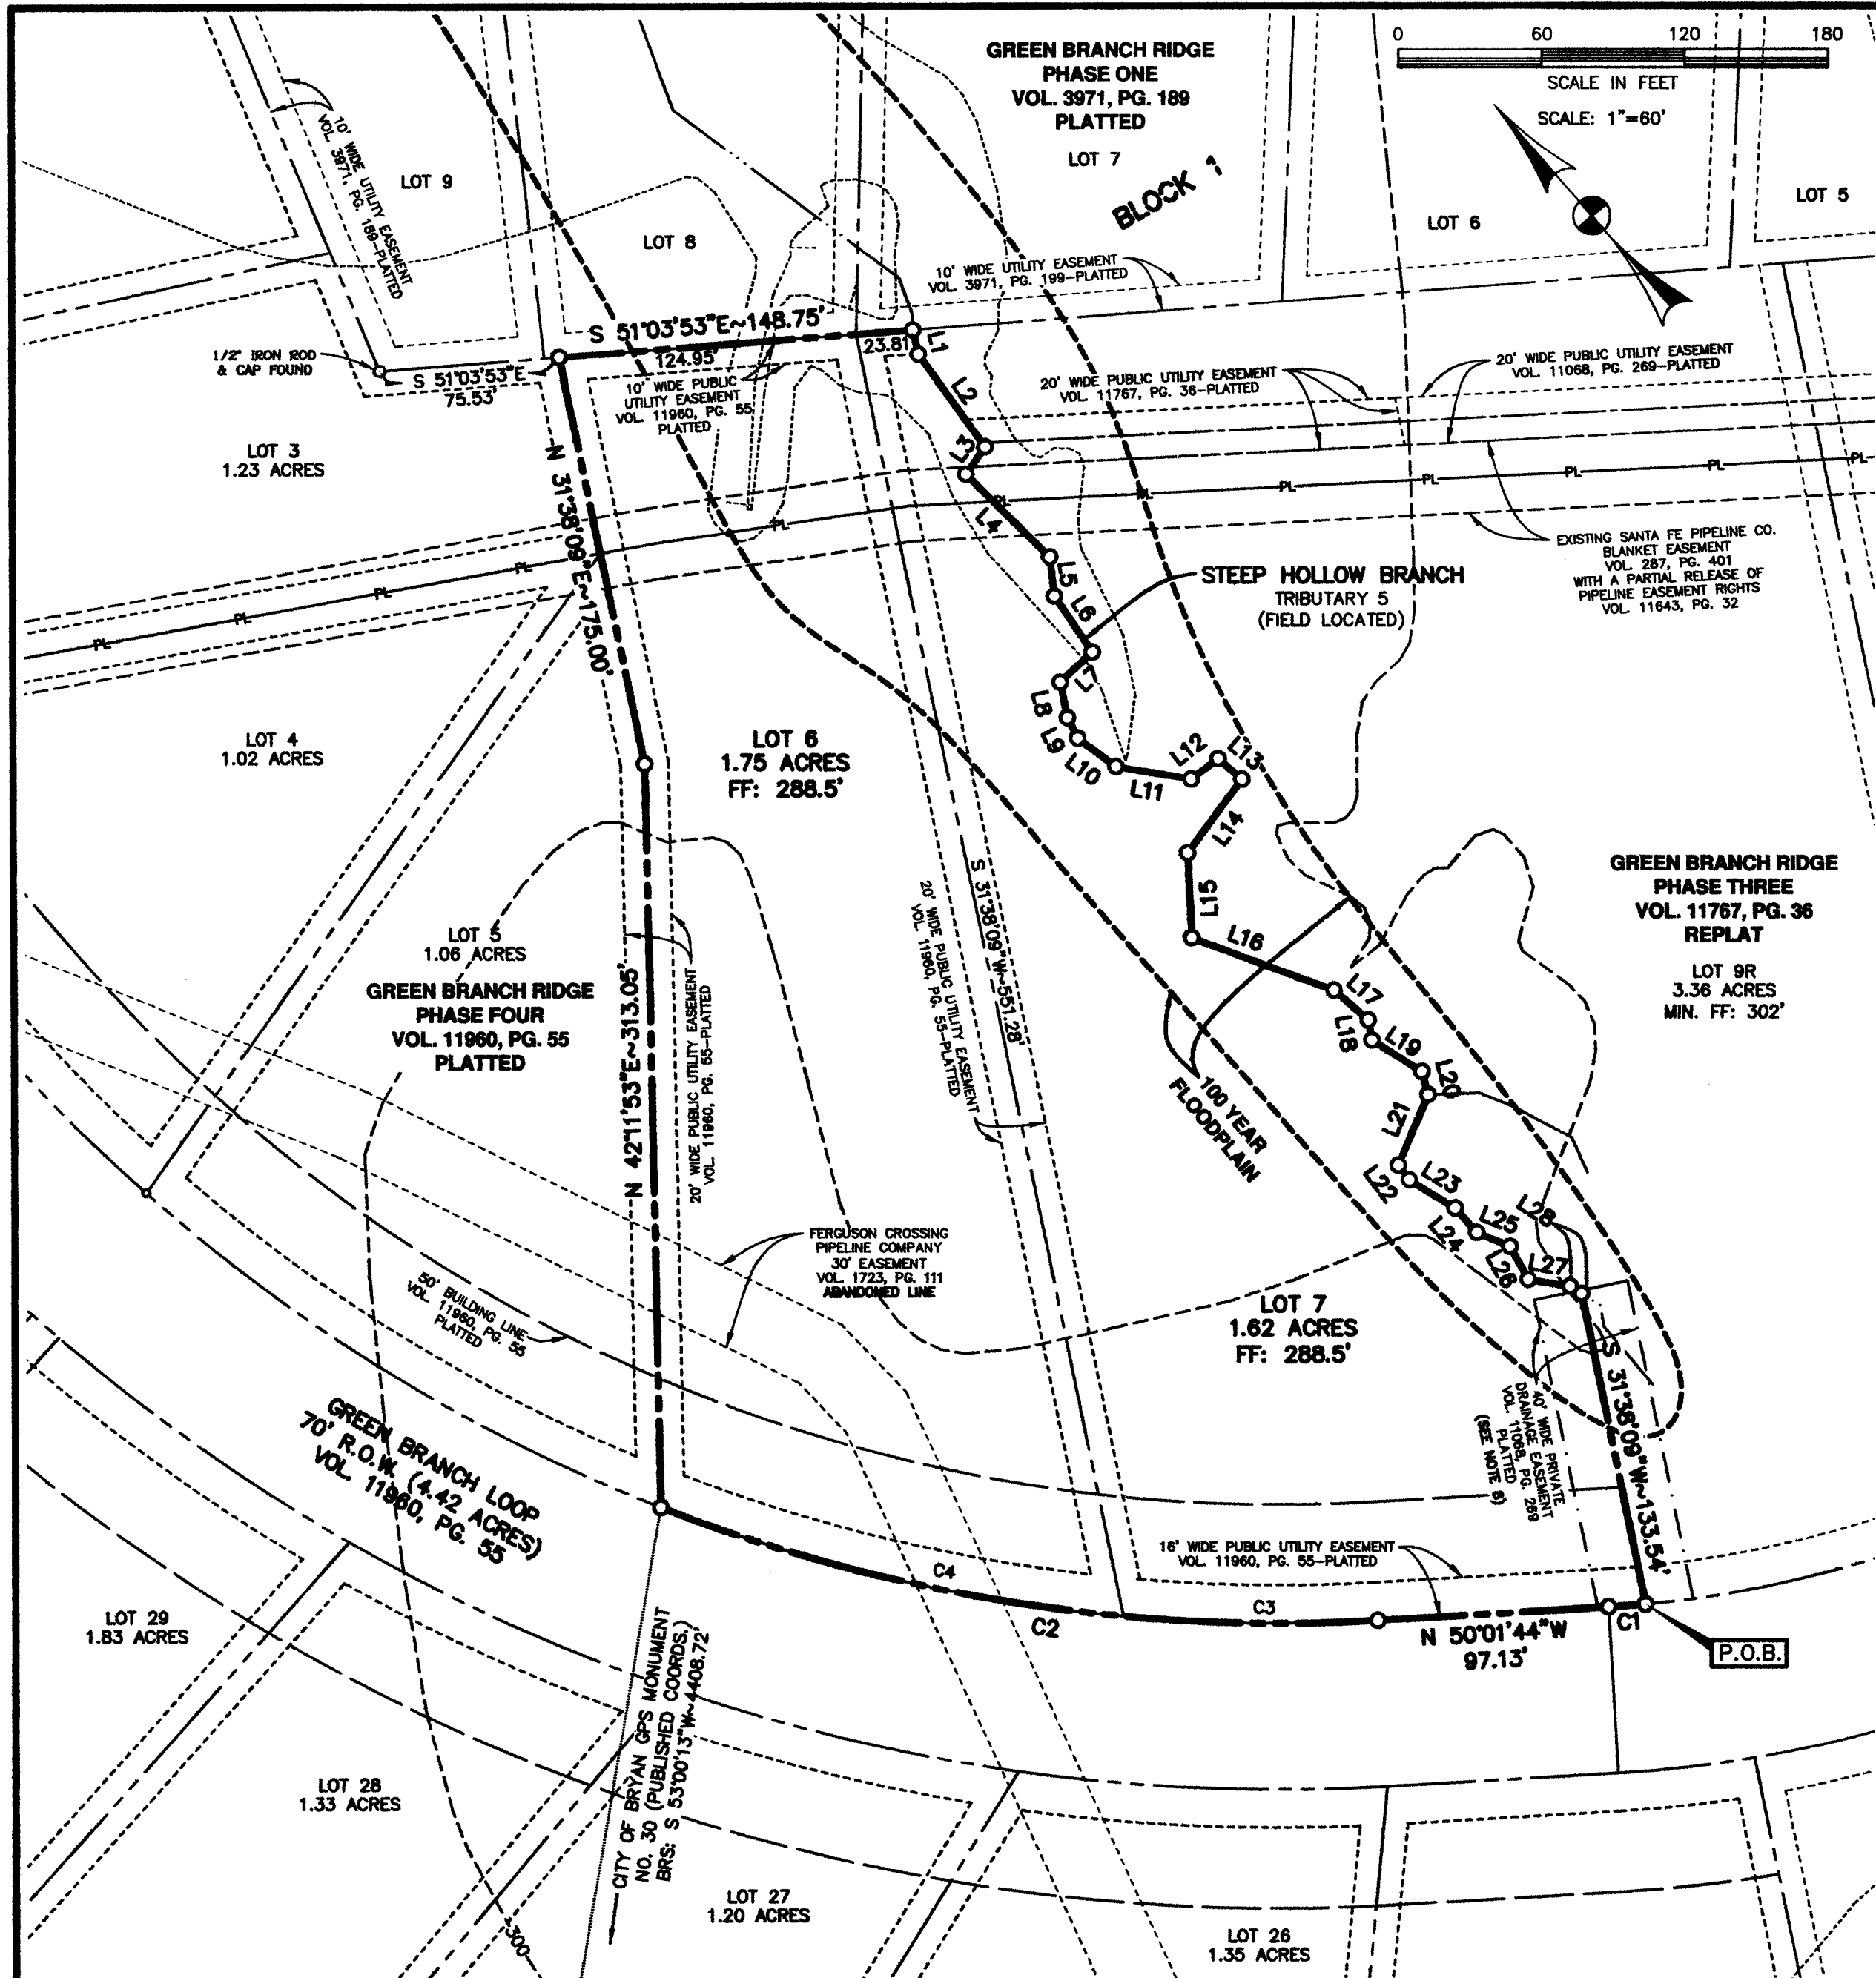 GREEN BRANCH RIDGE
PHASE ONE
VOL. 3971, PG. 189
PLATTED
LOT 7
BLOCK 1
0 60 120 180
SCALE IN FEET
SCALE: 1"=60'
LOT 5
LOT 6
LOT 9
LOT 8
10' WIDE UTILITY EASEMENT
VOL. 3971, PG. 189-PLATTED
10' WIDE UTILITY EASEMENT
VOL. 3971, PG. 199-PLATTED
1/2" IRON ROD
& CAP FOUND
S 51°03'53"E
75.53'
S 51°03'53"E~148.75'
124.95'
23.81'
10' WIDE PUBLIC
UTILITY EASEMENT
VOL. 11960, PG. 55
PLATTED
L1
L2
L3
L4
L5
L6
L7
L8
L9
L10
L11
L12
L13
L14
L15
L16
L17
L18
L19
L20
L21
L22
L23
L24
L25
L26
L27
L28
20' WIDE PUBLIC UTILITY EASEMENT
VOL. 11767, PG. 36-PLATTED
20' WIDE PUBLIC UTILITY EASEMENT
VOL. 11068, PG. 269-PLATTED
LOT 3
1.23 ACRES
N 31°38'09"E~175.00'
PL
PL
PL
PL
PL
PL
PL
PL
PL
PL
PL
PL
EXISTING SANTA FE PIPELINE CO.
BLANKET EASEMENT
VOL. 287, PG. 401
WITH A PARTIAL RELEASE OF
PIPELINE EASEMENT RIGHTS
VOL. 11643, PG. 32
STEEP HOLLOW BRANCH
TRIBUTARY 5
(FIELD LOCATED)
LOT 4
1.02 ACRES
LOT 6
1.75 ACRES
FF: 288.5'
GREEN BRANCH RIDGE
PHASE THREE
VOL. 11767, PG. 36
REPLAT
LOT 9R
3.36 ACRES
MIN. FF: 302'
LOT 5
1.06 ACRES
GREEN BRANCH RIDGE
PHASE FOUR
VOL. 11960, PG. 55
PLATTED
N 42°11'53"E~313.05'
20' WIDE PUBLIC UTILITY EASEMENT
VOL. 11960, PG. 55-PLATTED
20' WIDE PUBLIC UTILITY EASEMENT
VOL. 11960, PG. 55-PLATTED
S 31°38'09"W~551.28'
100 YEAR
FLOODPLAIN
FERGUSON CROSSING
PIPELINE COMPANY
30' EASEMENT
VOL. 1723, PG. 111
ABANDONED LINE
50' BUILDING LINE
VOL. 11960, PG. 55
PLATTED
LOT 7
1.62 ACRES
FF: 288.5'
40' WIDE PRIVATE
DRAINAGE EASEMENT
VOL. 11068, PG. 269
PLATTED
(SEE NOTE 8)
S 31°38'09"W~133.54'
GREEN BRANCH LOOP
70' R.O.W. (4.42 ACRES)
VOL. 11960, PG. 55
16' WIDE PUBLIC UTILITY EASEMENT
VOL. 11960, PG. 55-PLATTED
C4
C3
C2
C1
N 50°01'44"W
97.13'
P.O.B.
LOT 29
1.83 ACRES
CITY OF BRYAN GPS MONUMENT
NO. 30 (PUBLISHED COORDS.)
BRS: S 53°00'13"W~4408.72'
LOT 28
1.33 ACRES
LOT 27
1.20 ACRES
LOT 26
1.35 ACRES
300